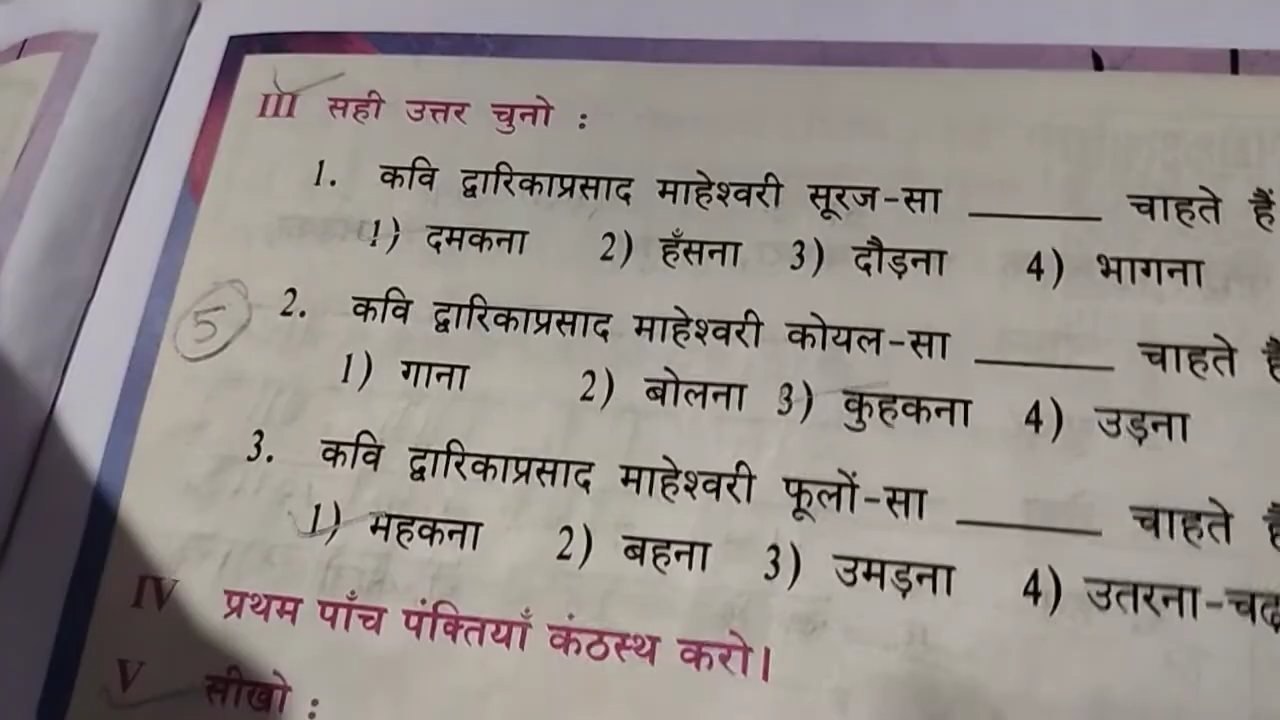 III सही उत्तर चुनो :
1. कवि द्वारिकाप्रसाद माहेश्वरी सूरज-सा ______ चाहते हैं
1) दमकना 2) हँसना 3) दौड़ना 4) भागना
5
2. कवि द्वारिकाप्रसाद माहेश्वरी कोयल-सा ______ चाहते
1) गाना 2) बोलना 3) कुहकना 4) उड़ना
3. कवि द्वारिकाप्रसाद माहेश्वरी फूलों-सा ______ चाहते
1) महकना 2) बहना 3) उमड़ना 4) उतरना-
IV प्रथम पाँच पंक्तियाँ कंठस्थ करो।
V सीखो :